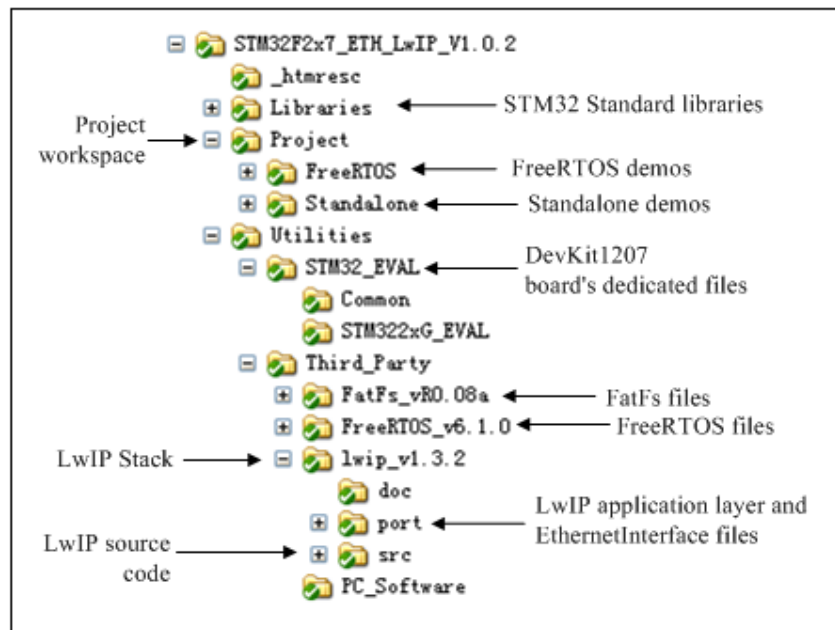 STM32F2x7_ETH_LwIP_V1.0.2
_htmresc
Libraries
STM32 Standard libraries
Project workspace
Project
FreeRTOS
FreeRTOS demos
Standalone
Standalone demos
Utilities
STM32_EVAL
DevKit1207
board's dedicated files
Common
STM322xG_EVAL
Third_Party
FatFs_vR0.08a
FatFs files
FreeRTOS_v6.1.0
FreeRTOS files
LwIP Stack
lwip_v1.3.2
doc
port
LwIP application layer and
EthernetInterface files
LwIP source
code
src
PC_Software